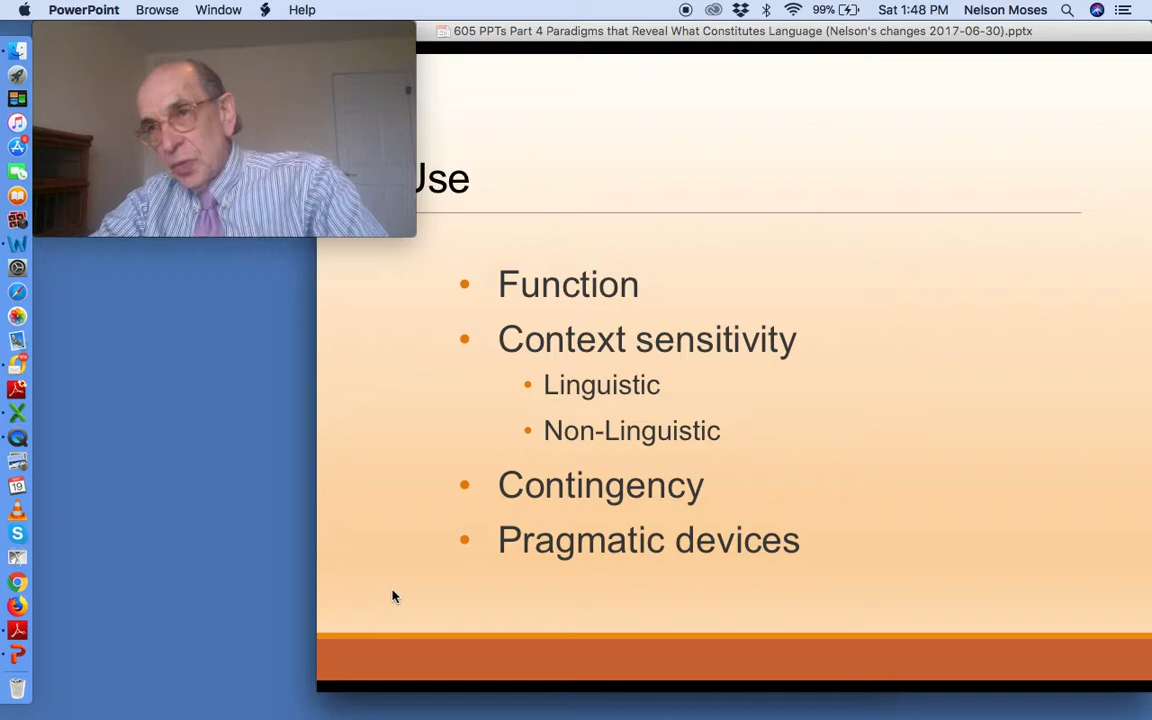 PowerPoint Browse Window Help 99% Sat 1:48 PM Nelson Moses
605 PPTs Part 4 Paradigms that Reveal What Constitutes Language (Nelson's changes 2017-06-30).pptx
Use
• Function
• Context sensitivity
• Linguistic
• Non-Linguistic
• Contingency
• Pragmatic devices
19